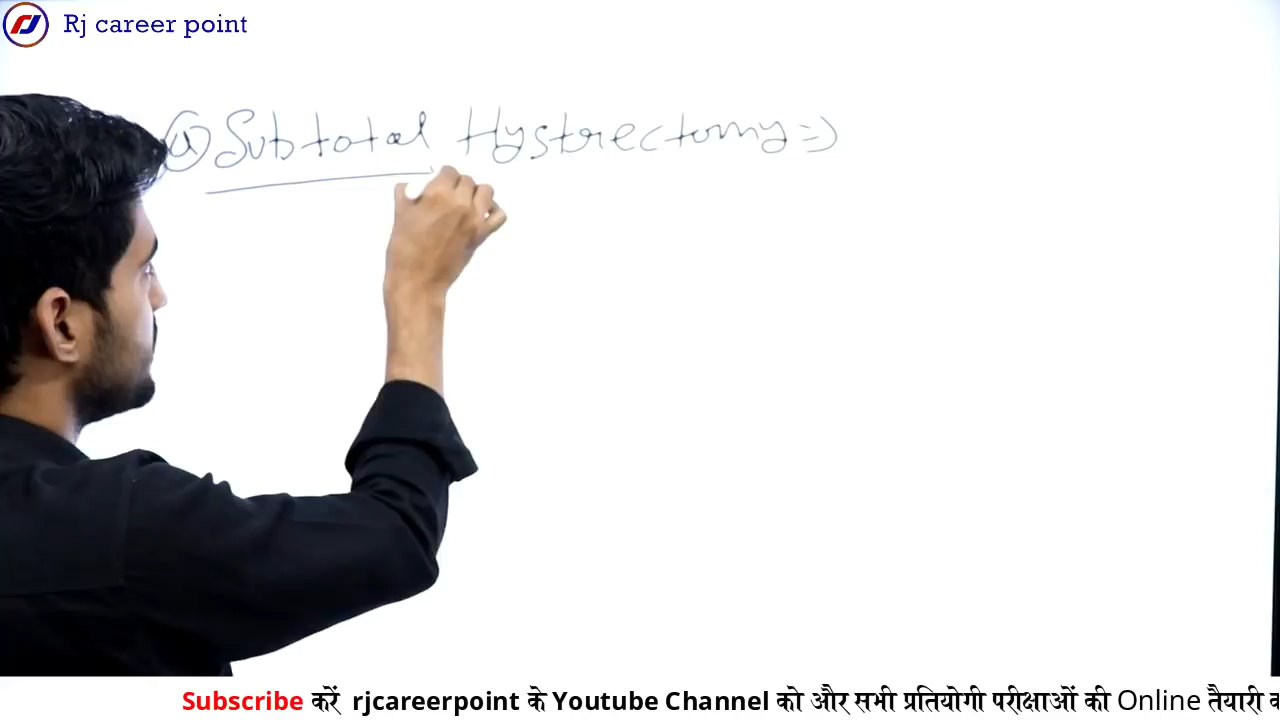 Rj career point
(a) Subtotal Hystrectomy =>
Subscribe करें rjcareerpoint के Youtube Channel को और सभी प्रतियोगी परीक्षाओं की Online तैयारी